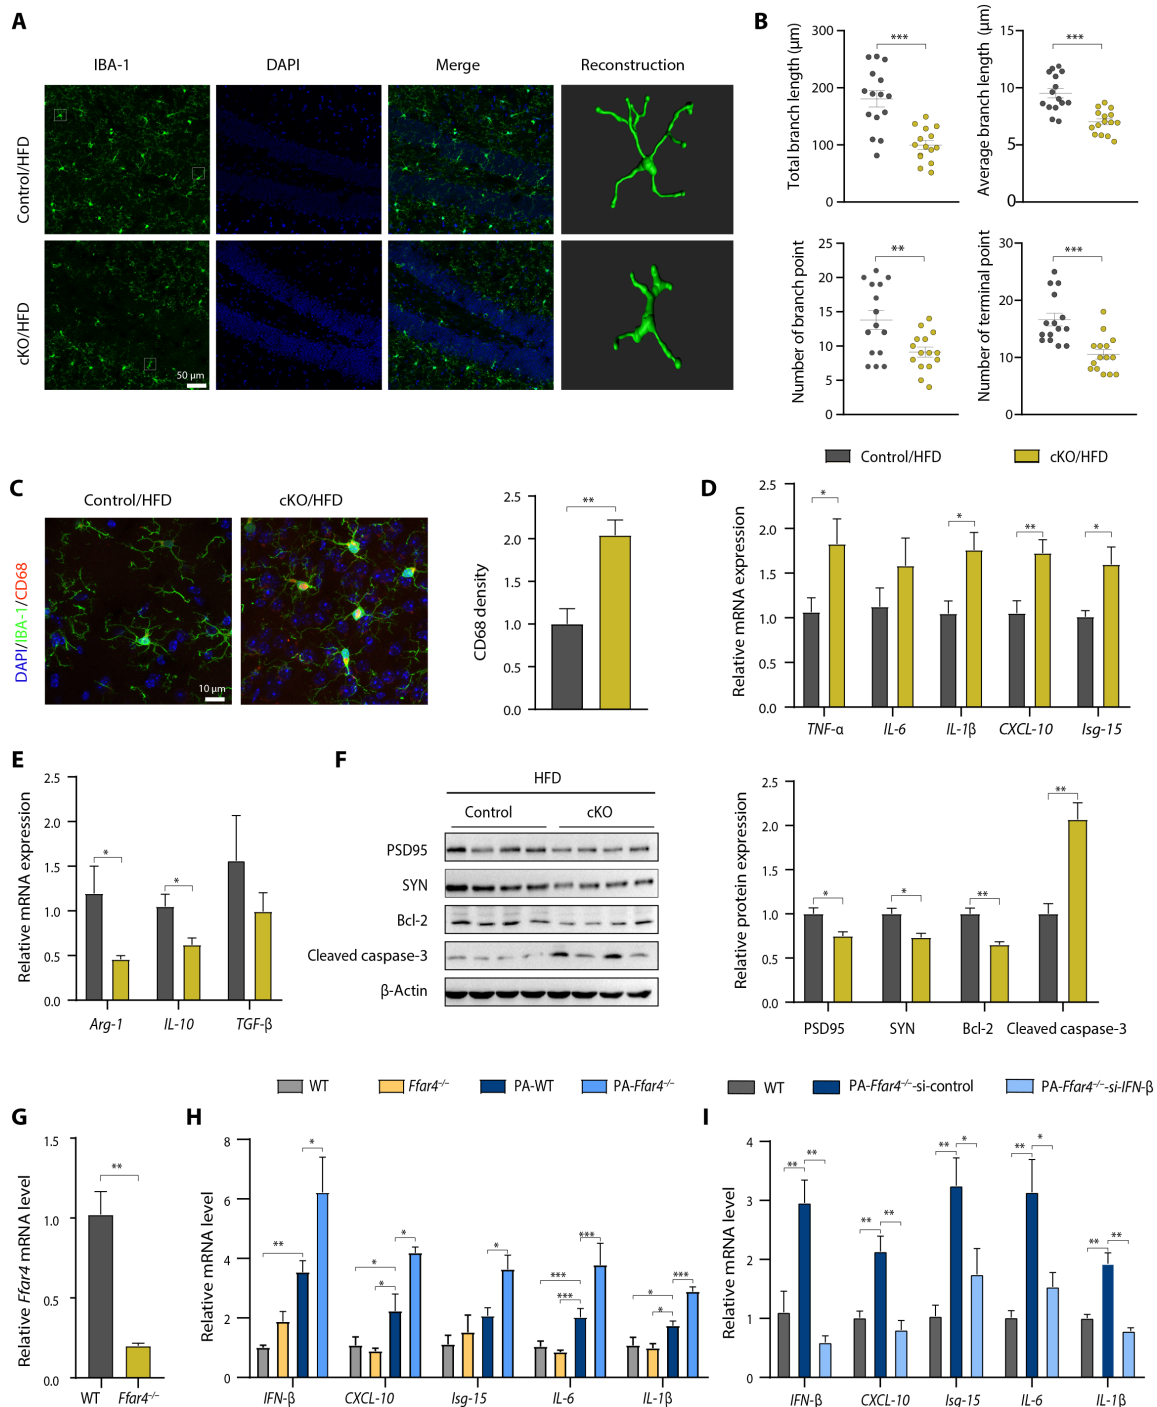 A
IBA-1 DAPI Merge Reconstruction
Control/HFD
cKO/HFD
50 μm
B
Total branch length (μm)
300
200
100
0
***
Average branch length (μm)
15
10
5
0
***
Number of branch point
25
20
15
10
5
0
**
Number of terminal point
30
20
10
0
***
Control/HFD cKO/HFD
C
Control/HFD cKO/HFD
DAPI/IBA-1/CD68
10 μm
CD68 density
2.5
2.0
1.5
1.0
0.5
0.0
**
D
Relative mRNA expression
2.5
2.0
1.5
1.0
0.5
0.0
* * ** *
TNF-α IL-6 IL-1β CXCL-10 Isg-15
E
Relative mRNA expression
2.5
2.0
1.5
1.0
0.5
0.0
* *
Arg-1 IL-10 TGF-β
F
HFD
Control cKO
PSD95
SYN
Bcl-2
Cleaved caspase-3
β-Actin
Relative protein expression
2.5
2.0
1.5
1.0
0.5
0.0
* * ** **
PSD95 SYN Bcl-2 Cleaved caspase-3
G
Relative Ffar4 mRNA level
1.5
1.0
0.5
0.0
**
WT Ffar4⁻/⁻
WT Ffar4⁻/⁻ PA-WT PA-Ffar4⁻/⁻
H
Relative mRNA level
8
6
4
2
0
** *
* * *
*
*** *** ***
* * ***
IFN-β CXCL-10 Isg-15 IL-6 IL-1β
WT PA-Ffar4⁻/⁻-si-control PA-Ffar4⁻/⁻-si-IFN-β
I
Relative mRNA level
4
3
2
1
0
** **
** **
** *
** *
** **
IFN-β CXCL-10 Isg-15 IL-6 IL-1β